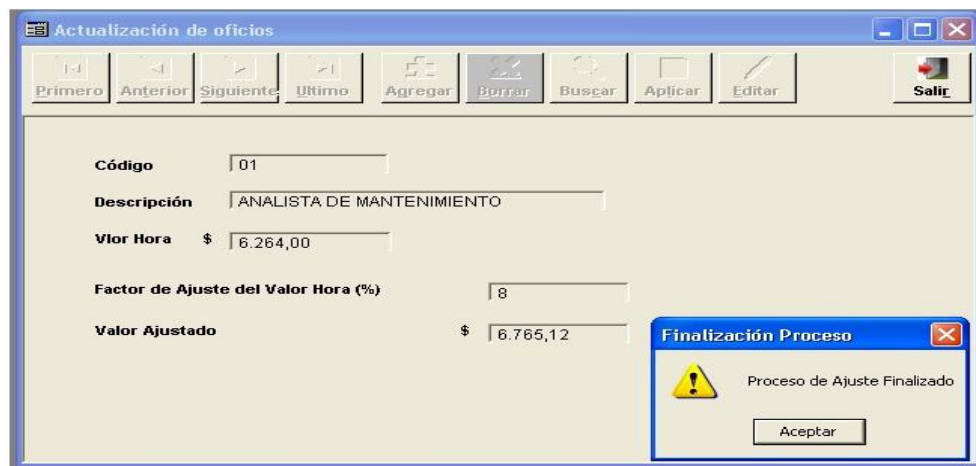 Actualización de oficios
Primero Anterior Siguiente Ultimo Agregar Borrar Buscar Aplicar Editar Salir
Código 01
Descripción ANALISTA DE MANTENIMIENTO
Vlor Hora $ 6.264,00
Factor de Ajuste del Valor Hora (%) 8
Valor Ajustado $ 6.765,12
Finalización Proceso
Proceso de Ajuste Finalizado
Aceptar